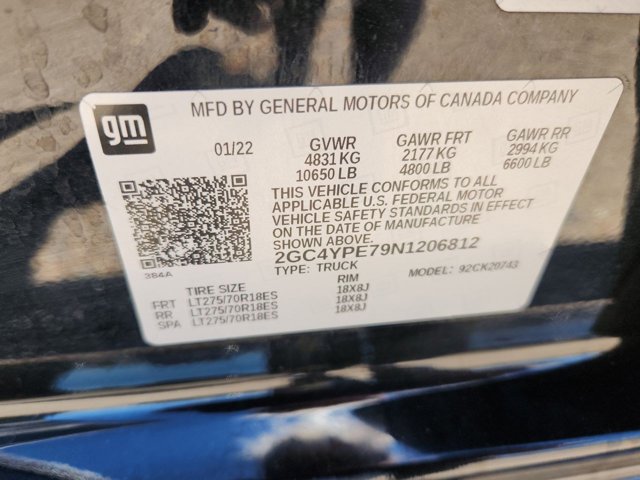 gm
MFD BY GENERAL MOTORS OF CANADA COMPANY
01/22 GVWR GAWR FRT GAWR RR
4831 KG 2177 KG 2994 KG
10650 LB 4800 LB 6600 LB
THIS VEHICLE CONFORMS TO ALL
APPLICABLE U.S. FEDERAL MOTOR
VEHICLE SAFETY STANDARDS IN EFFECT
ON THE DATE OF MANUFACTURE
SHOWN ABOVE.
2GC4YPE79N1206812
384A TYPE: TRUCK MODEL: 92CK20743
TIRE SIZE RIM
FRT LT275/70R18ES 18X8J
RR LT275/70R18ES 18X8J
SPA LT275/70R18ES 18X8J